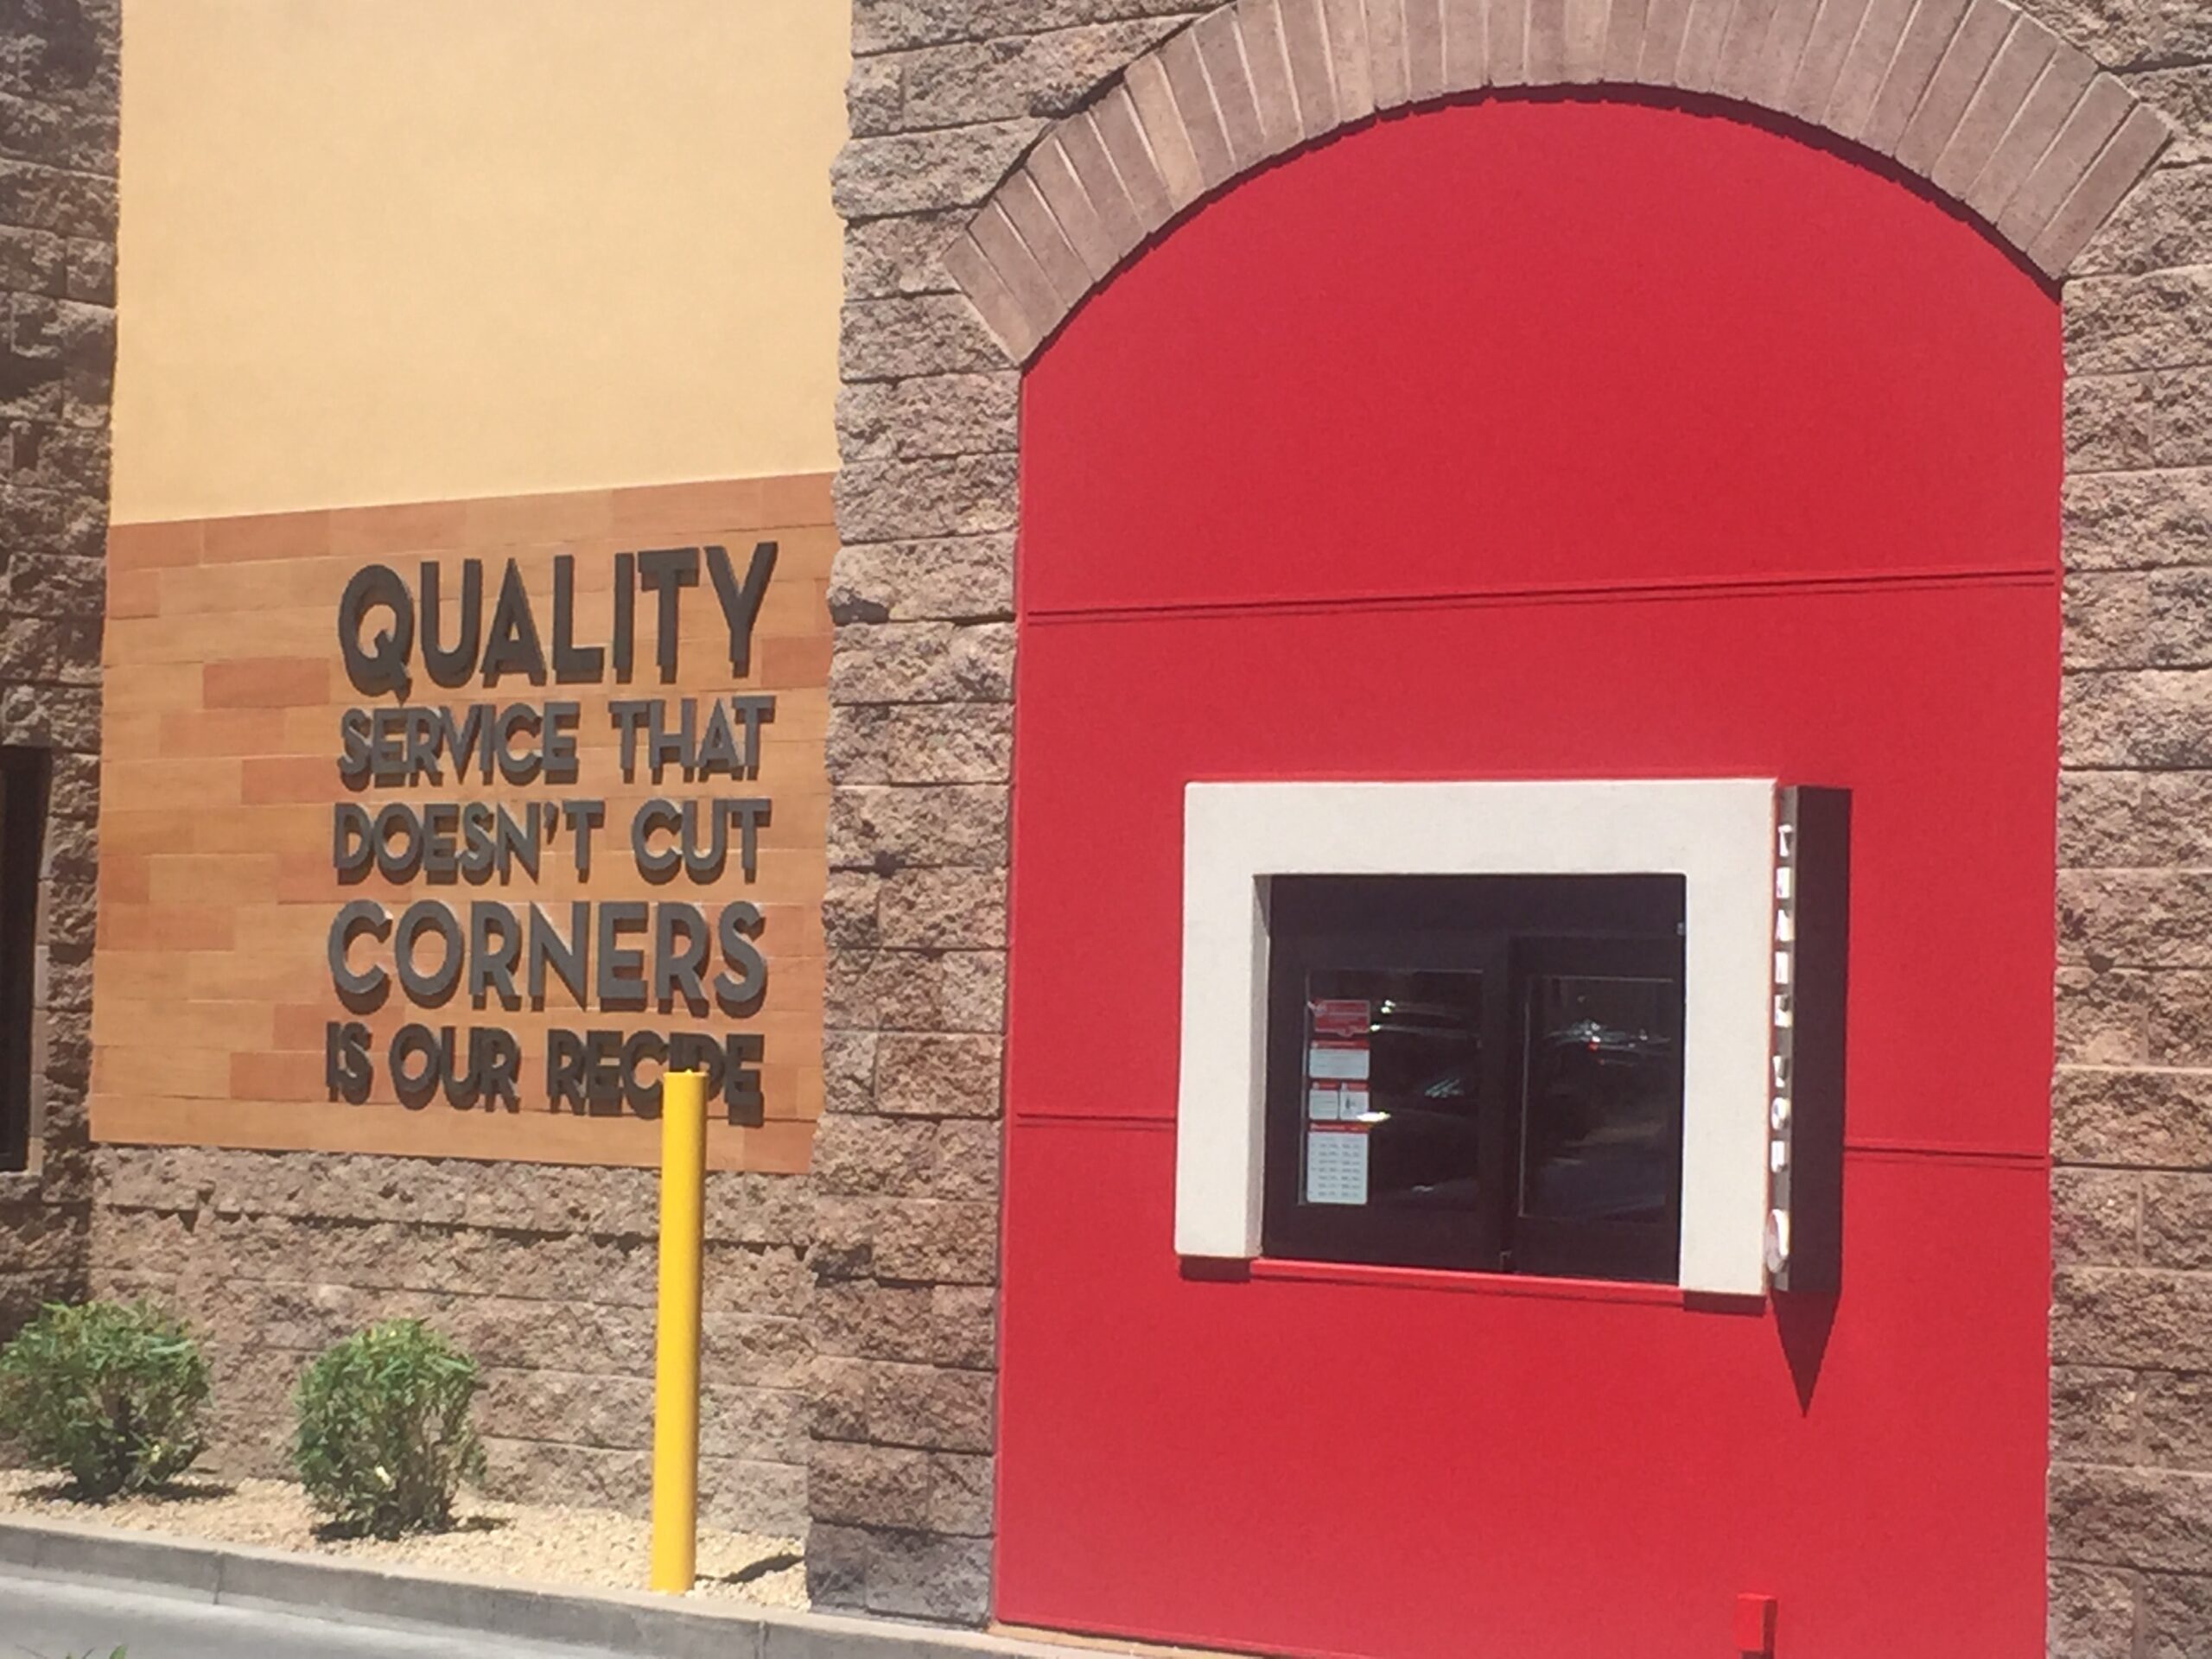 QUALITY
SERVICE THAT
DOESN'T CUT
CORNERS
IS OUR RECIPE